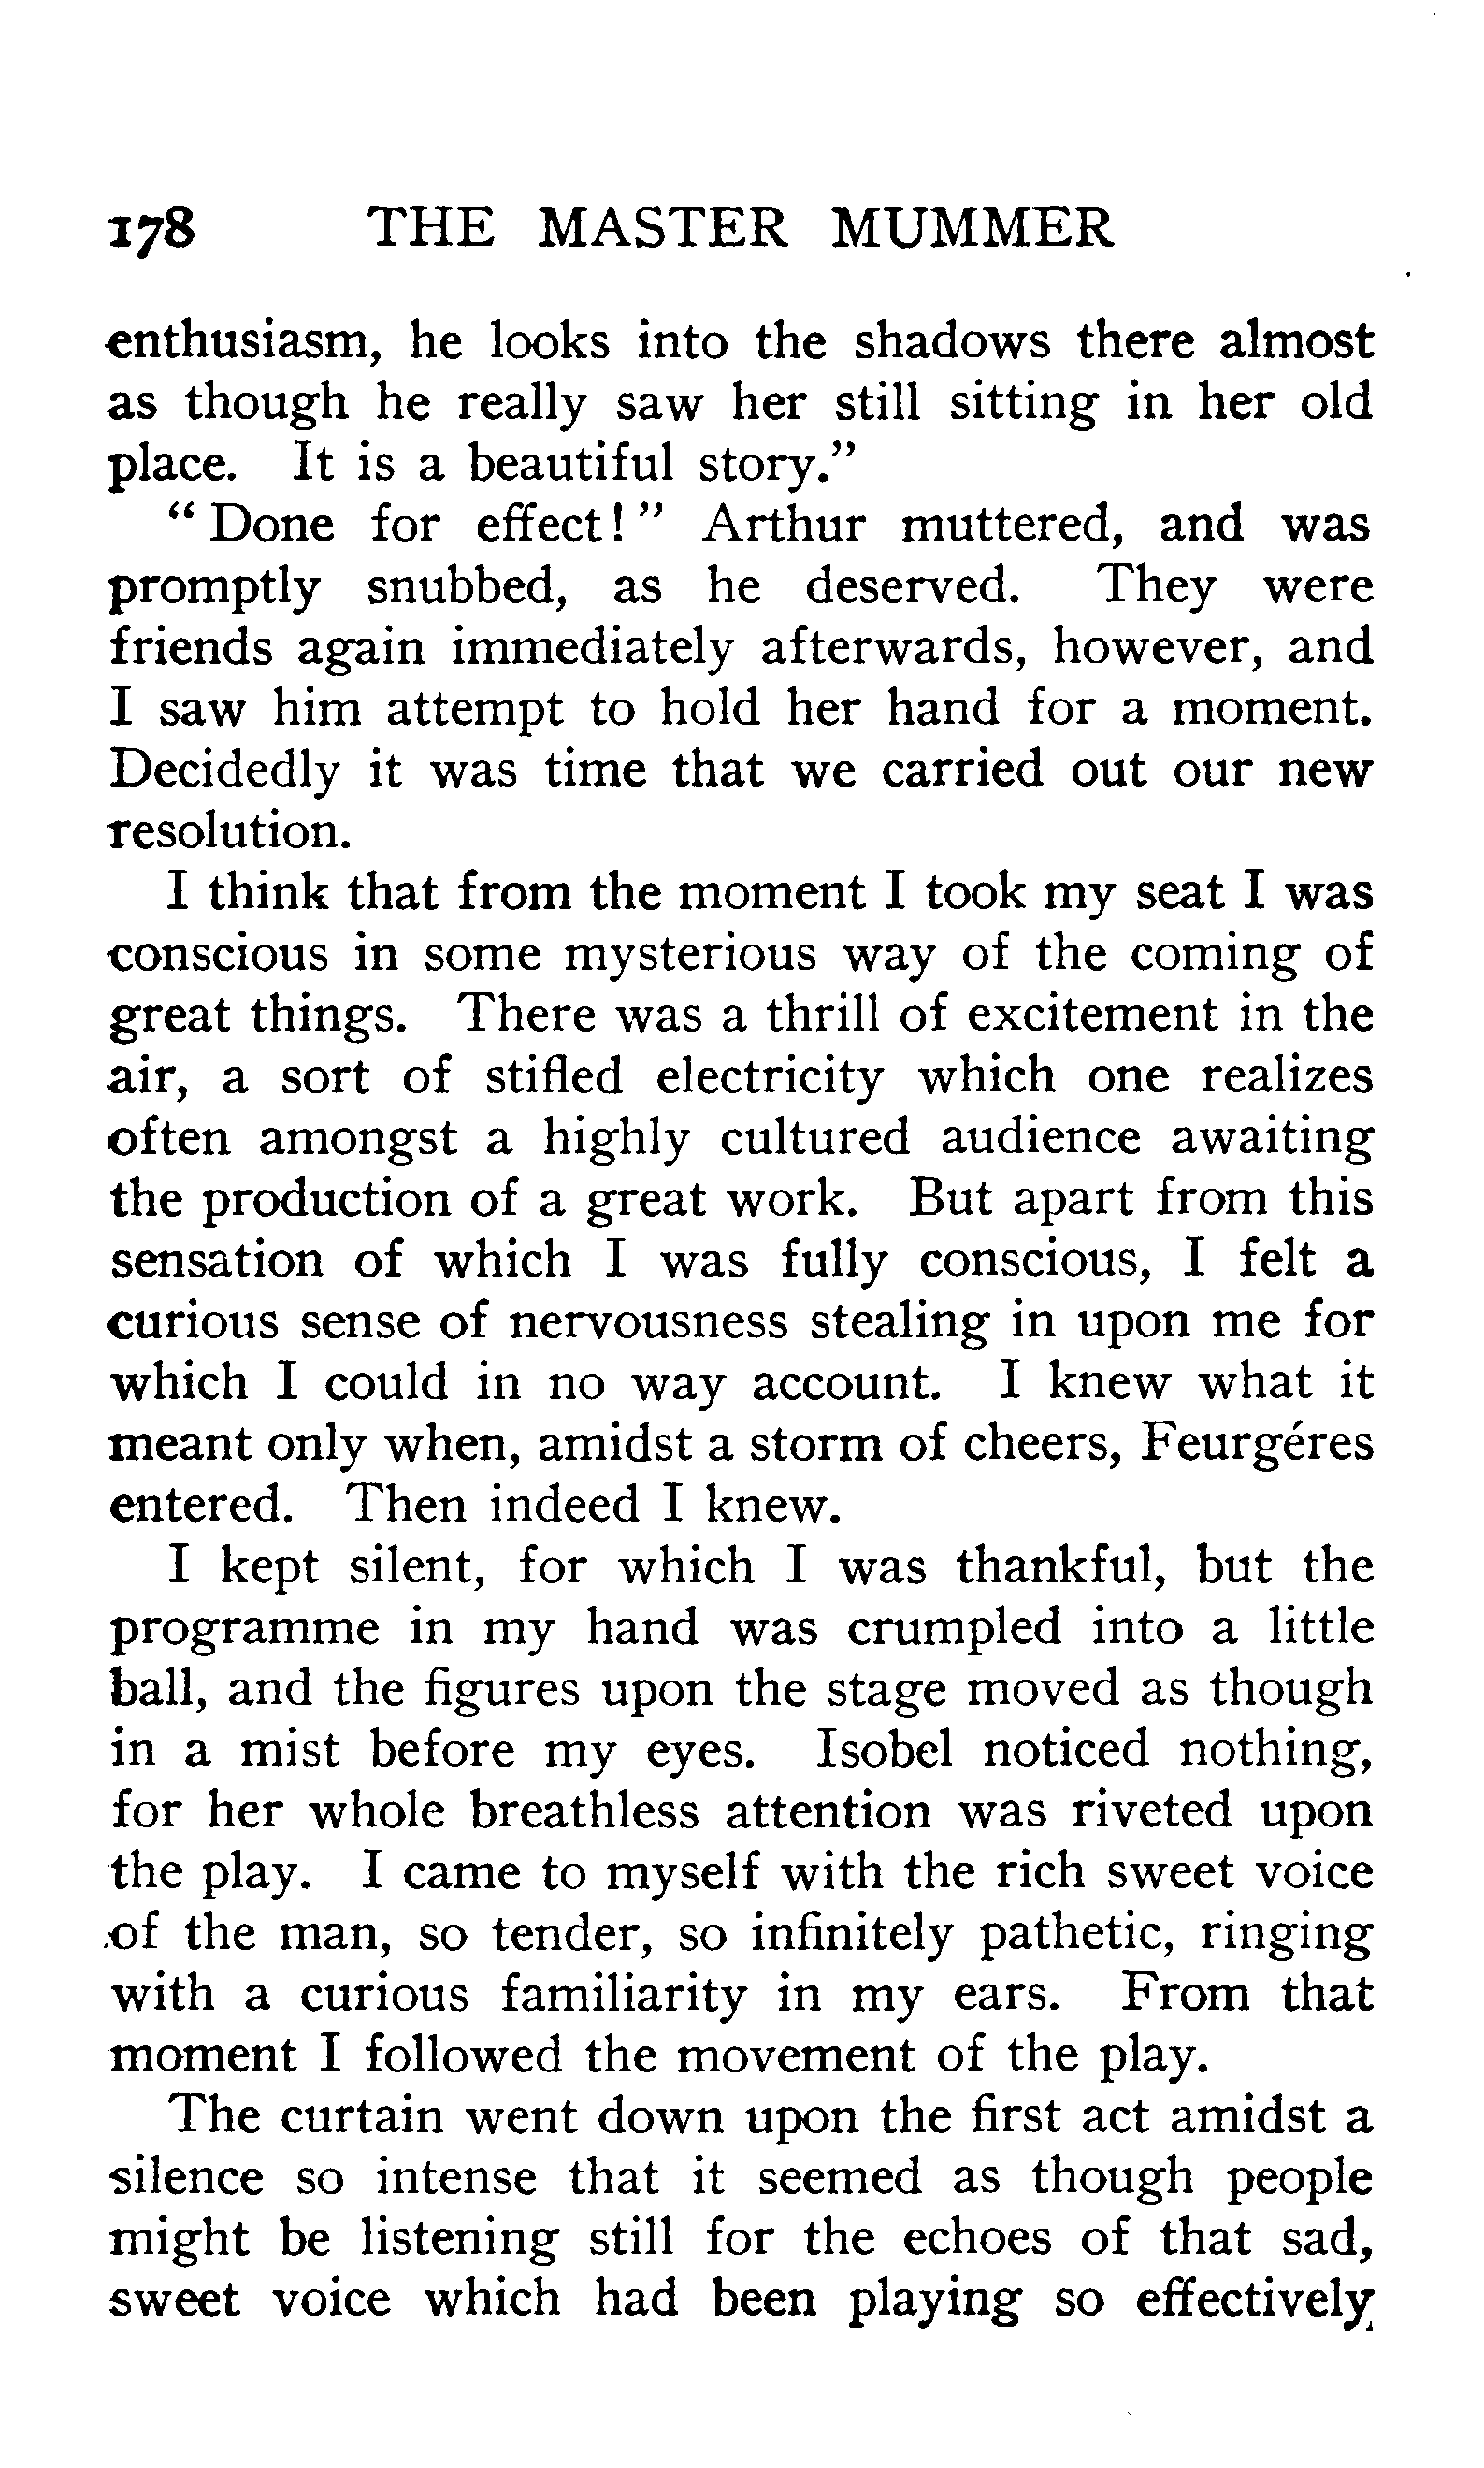 178 THE MASTER MUMMER
enthusiasm, he looks into the shadows there almost
as though he really saw her still sitting in her old
place. It is a beautiful story."
"Done for effect!" Arthur muttered, and was
promptly snubbed, as he deserved. They were
friends again immediately afterwards, however, and
I saw him attempt to hold her hand for a moment.
Decidedly it was time that we carried out our new
resolution.
I think that from the moment I took my seat I was
conscious in some mysterious way of the coming of
great things. There was a thrill of excitement in the
air, a sort of stifled electricity which one realizes
often amongst a highly cultured audience awaiting
the production of a great work. But apart from this
sensation of which I was fully conscious, I felt a
curious sense of nervousness stealing in upon me for
which I could in no way account. I knew what it
meant only when, amidst a storm of cheers, Feurgéres
entered. Then indeed I knew.
I kept silent, for which I was thankful, but the
programme in my hand was crumpled into a little
ball, and the figures upon the stage moved as though
in a mist before my eyes. Isobel noticed nothing,
for her whole breathless attention was riveted upon
the play. I came to myself with the rich sweet voice
of the man, so tender, so infinitely pathetic, ringing
with a curious familiarity in my ears. From that
moment I followed the movement of the play.
The curtain went down upon the first act amidst a
silence so intense that it seemed as though people
might be listening still for the echoes of that sad,
sweet voice which had been playing so effectively